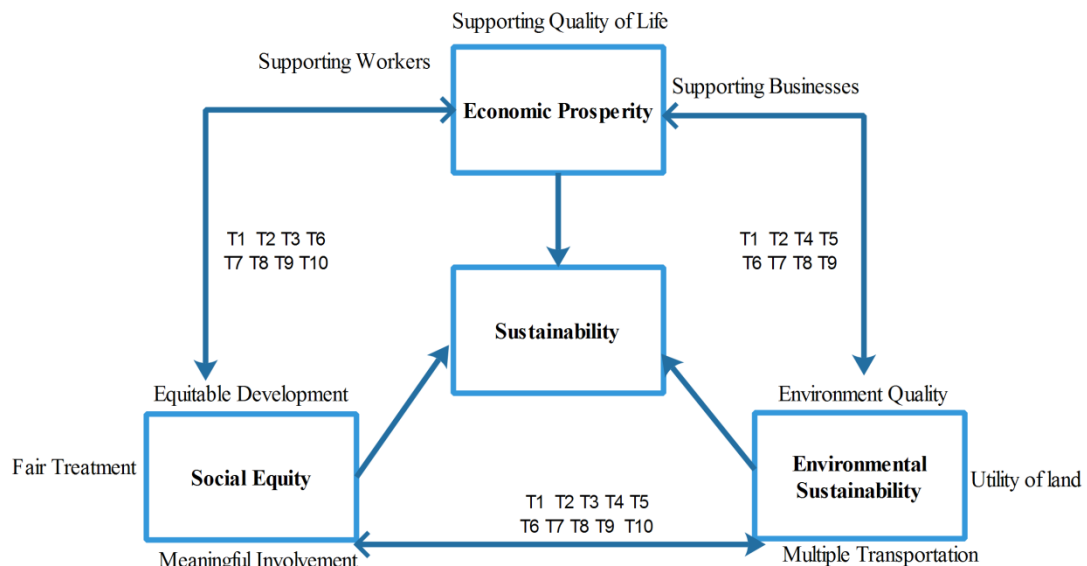 Supporting Quality of Life
Supporting Workers
Supporting Businesses
Economic Prosperity
T1 T2 T3 T6
T7 T8 T9 T10
T1 T2 T4 T5
T6 T7 T8 T9
Sustainability
Equitable Development
Environment Quality
Fair Treatment
Social Equity
Environmental
Sustainability
Utility of land
T1 T2 T3 T4 T5
T6 T7 T8 T9 T10
Meaningful Involvement
Multiple Transportation